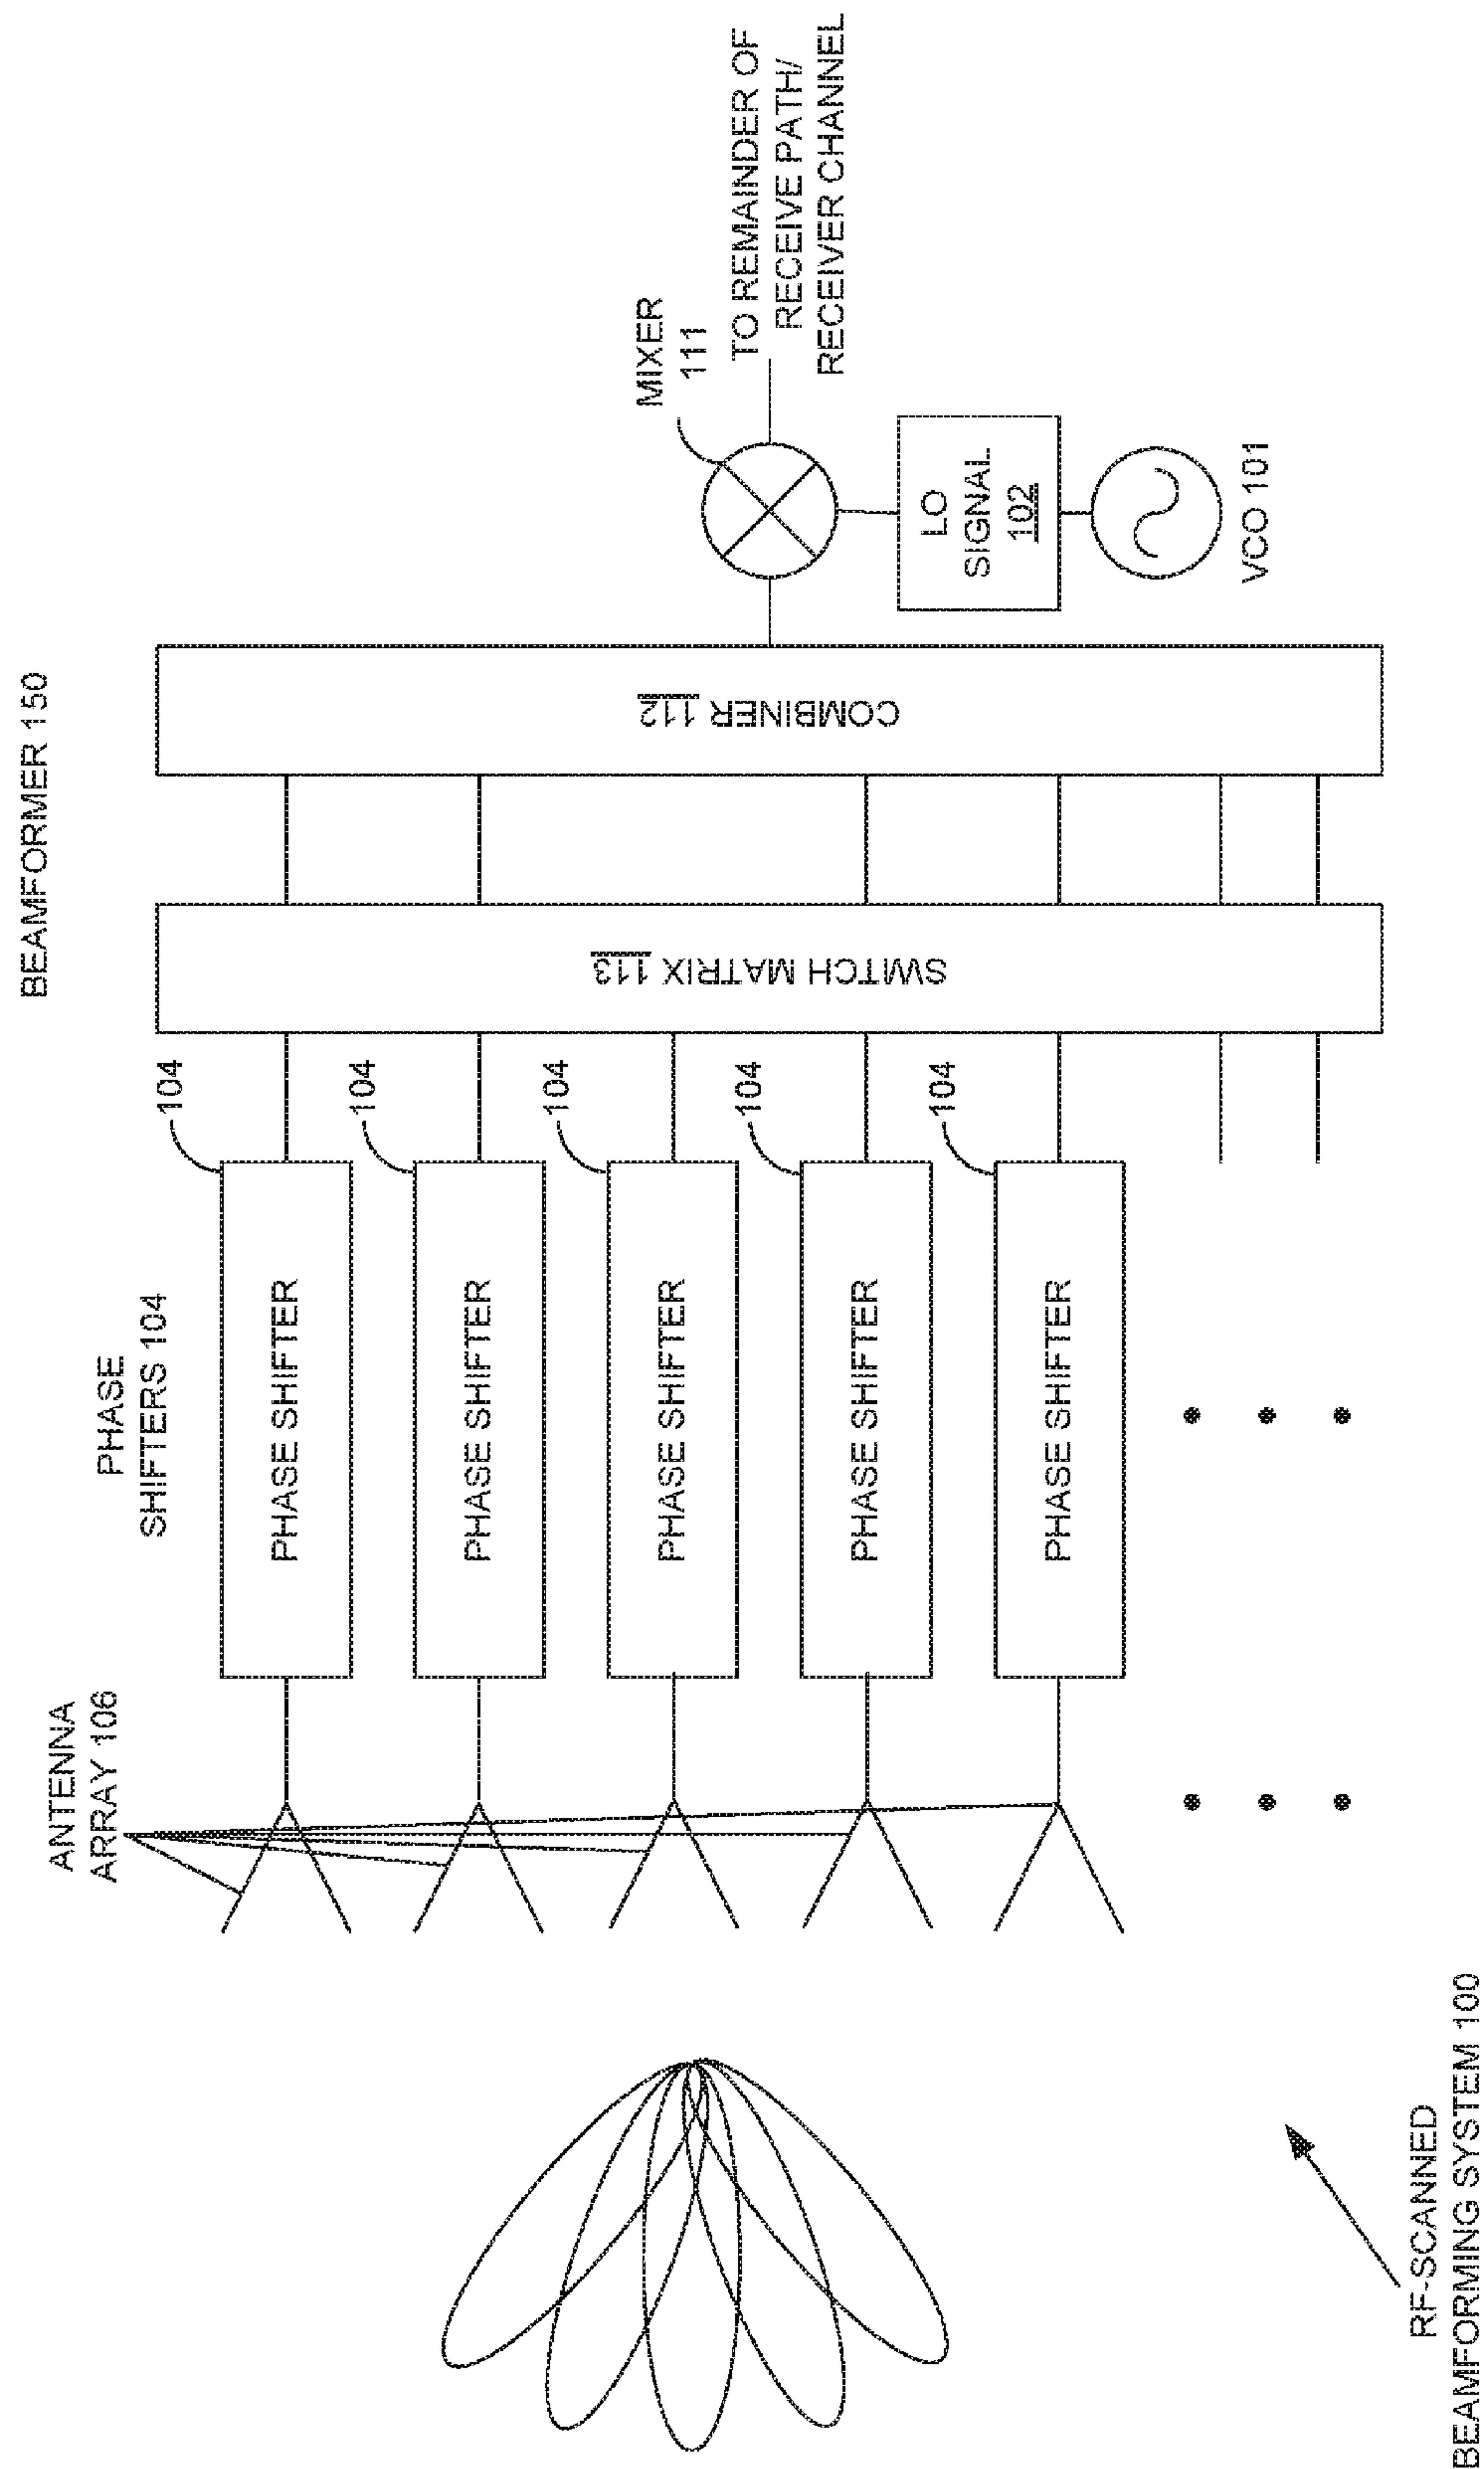 BEAMFORMER 150
ANTENNA
ARRAY 106
PHASE
SHIFTERS 104
104
PHASE SHIFTER
104
PHASE SHIFTER
104
PHASE SHIFTER
104
PHASE SHIFTER
104
PHASE SHIFTER
SWITCH MATRIX 113
COMBINER 112
MIXER
111
TO REMAINDER OF
RECEIVE PATH/
RECEIVER CHANNEL
LO
SIGNAL
102
VCO 101
RF-SCANNED
BEAMFORMING SYSTEM 100